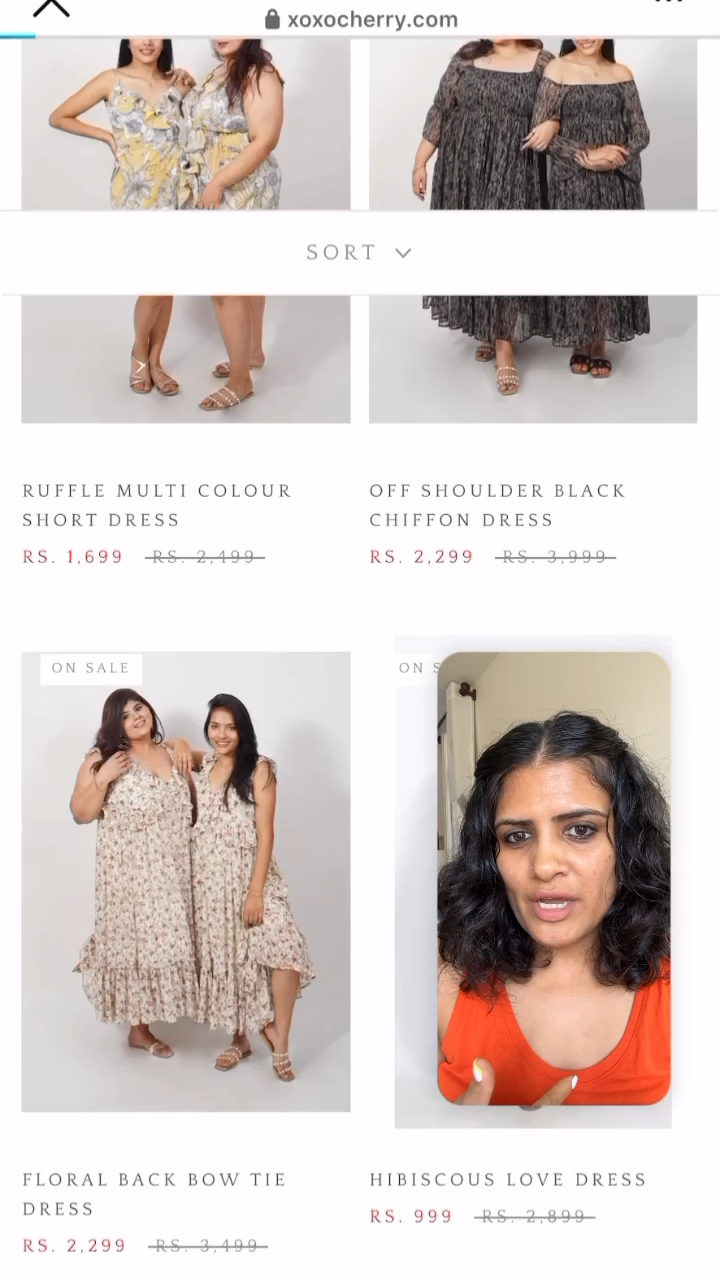 xoxocherry.com
SORT
RUFFLE MULTI COLOUR
SHORT DRESS
RS. 1,699 RS. 2,499
OFF SHOULDER BLACK
CHIFFON DRESS
RS. 2,299 RS. 3,999
ON SALE
ON S
FLORAL BACK BOW TIE
DRESS
RS. 2,299 RS. 3,499
HIBISCOUS LOVE DRESS
RS. 999 RS. 2,899